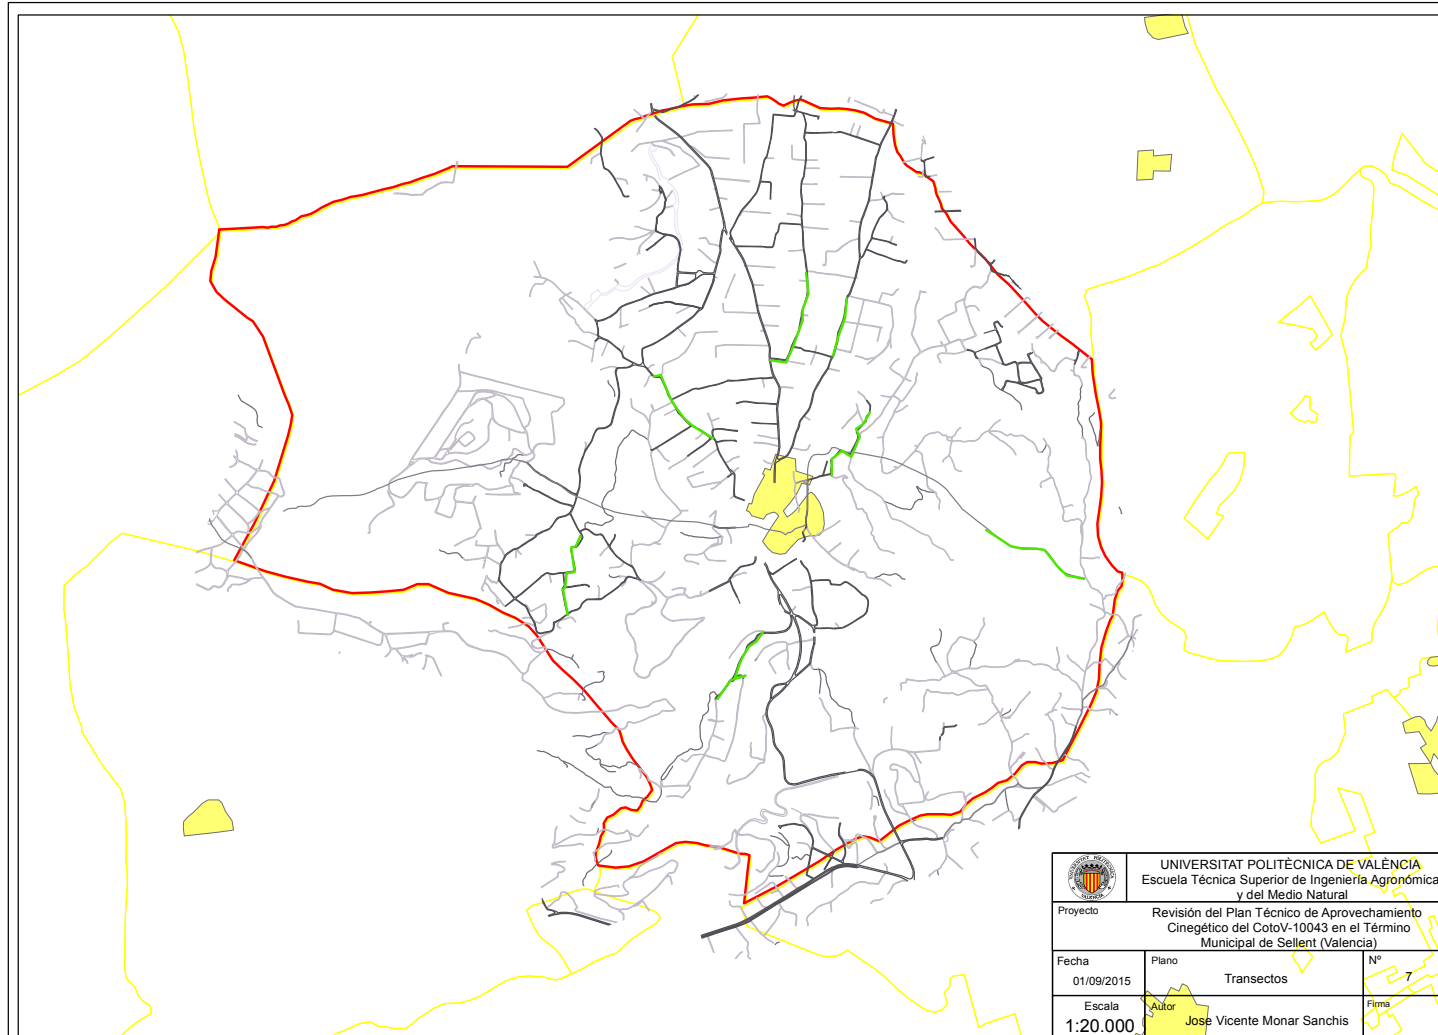 UNIVERSITAT POLITÈCNICA DE VALÈNCIA
Escuela Técnica Superior de Ingeniería Agronómica
y del Medio Natural
Proyecto
Revisión del Plan Técnico de Aprovechamiento
Cinegético del CotoV-10043 en el Término
Municipal de Sellent (Valencia)
Fecha
01/09/2015
Plano
Transectos
Nº
7
Escala
1:20.000
Autor
Jose Vicente Monar Sanchis
Firma